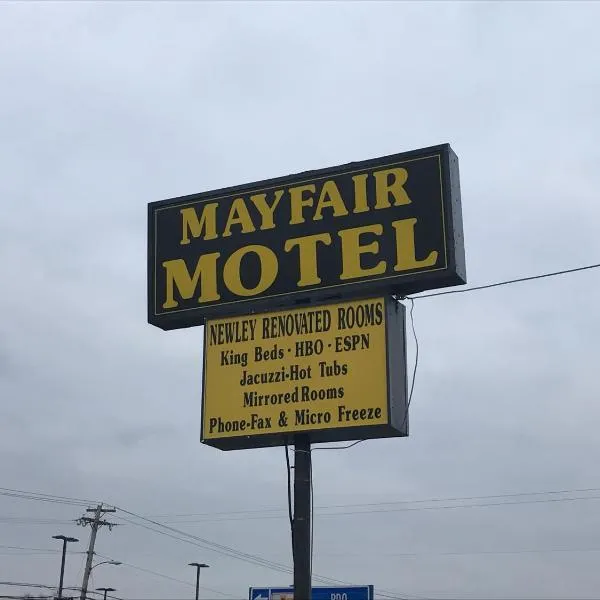 MAYFAIR
MOTEL
NEWLEY RENOVATED ROOMS
King Beds · HBO · ESPN
Jacuzzi-Hot Tubs
Mirrored Rooms
Phone-Fax & Micro Freeze